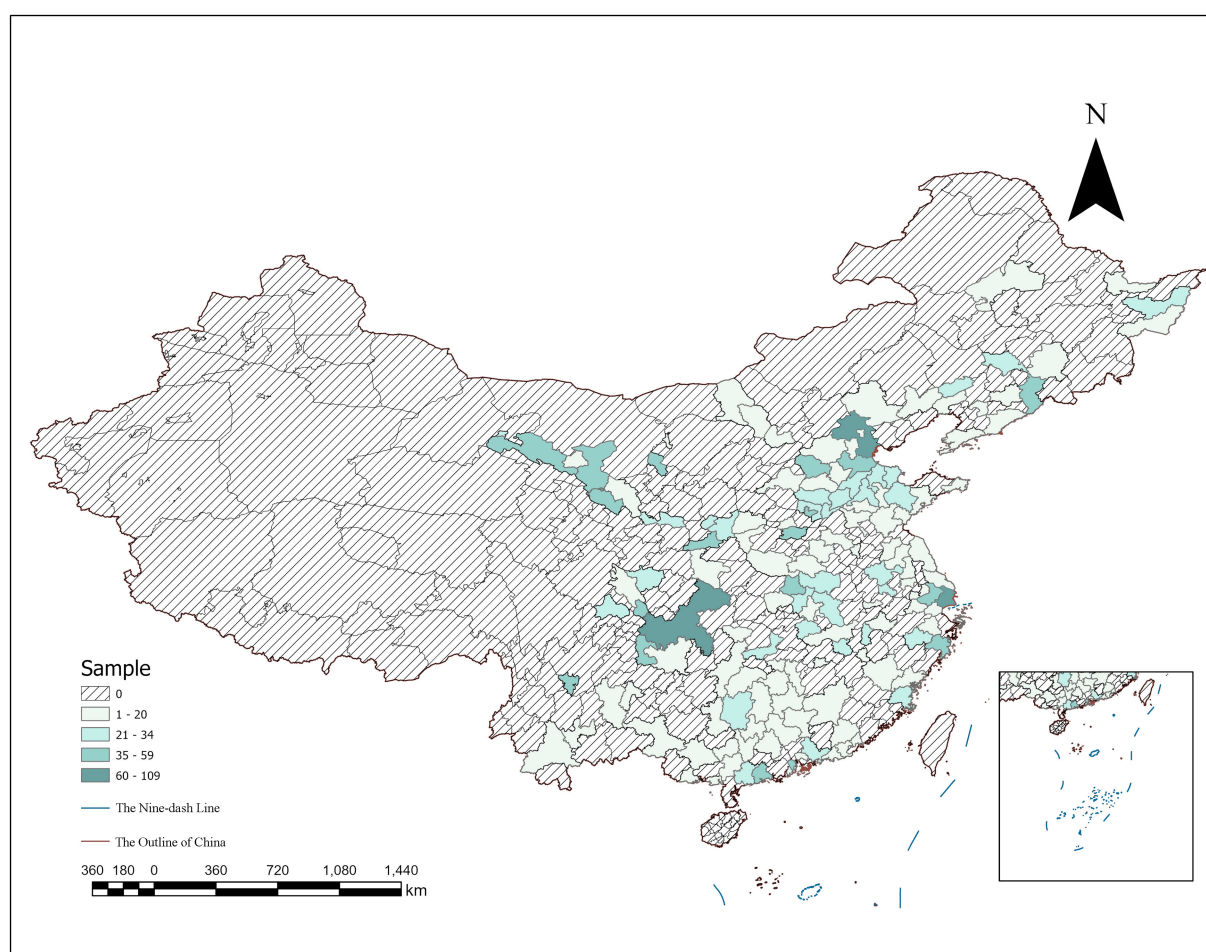 N
Sample
0
1 - 20
21 - 34
35 - 59
60 - 109
The Nine-dash Line
The Outline of China
360 180 0 360 720 1,080 1,440
km